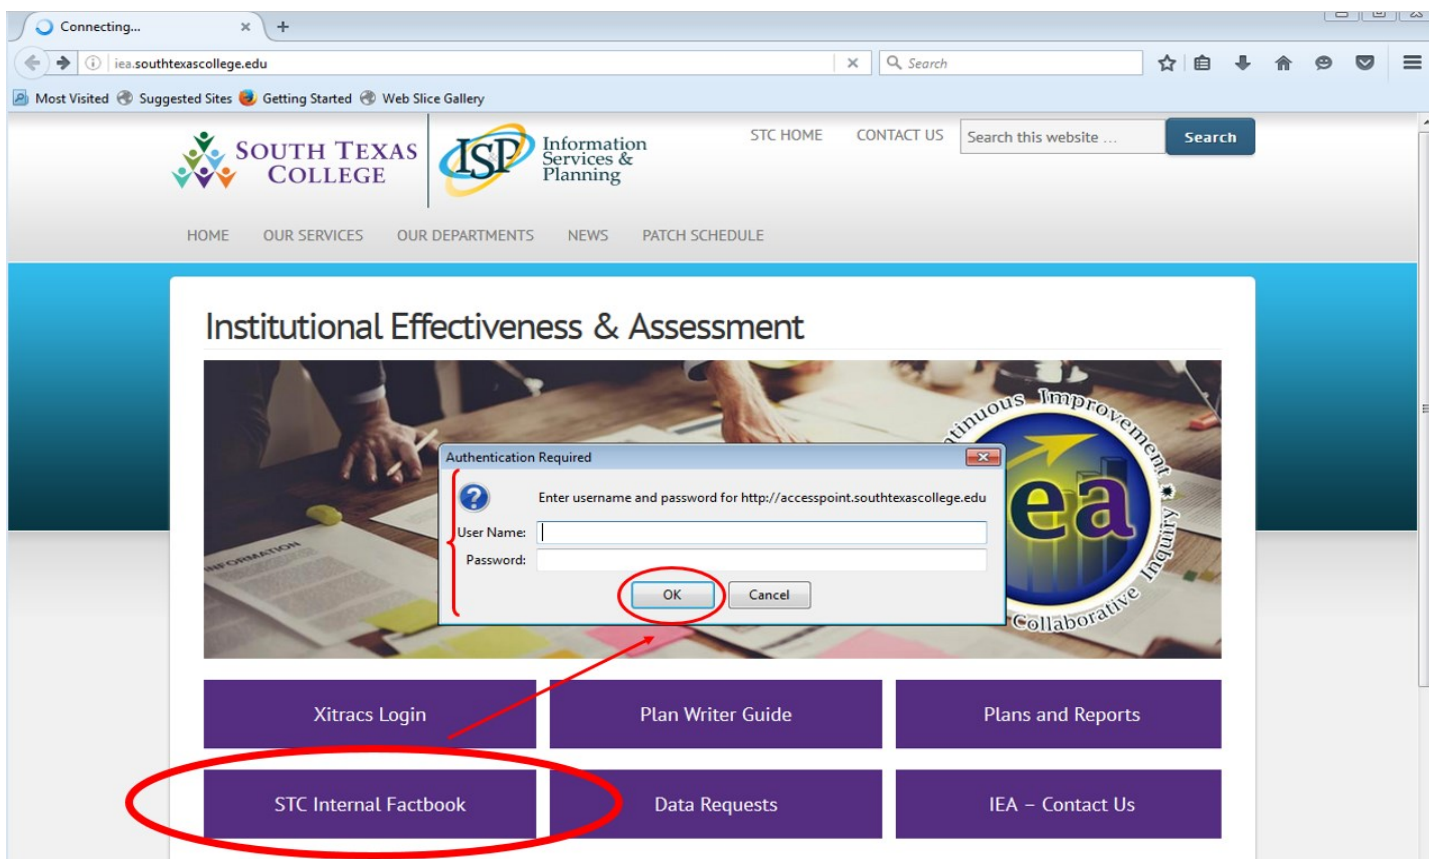 Connecting...
iea.southtexascollege.edu
Search
Most Visited
Suggested Sites
Getting Started
Web Slice Gallery
SOUTH TEXAS
COLLEGE
ISP
Information
Services &
Planning
STC HOME
CONTACT US
Search this website ...
Search
HOME
OUR SERVICES
OUR DEPARTMENTS
NEWS
PATCH SCHEDULE
Institutional Effectiveness & Assessment
INFORMATION
Improvement
ea
Collaborative Inquiry
Authentication Required
Enter username and password for http://accesspoint.southtexascollege.edu
User Name:
Password:
OK
Cancel
Xitracs Login
Plan Writer Guide
Plans and Reports
STC Internal Factbook
Data Requests
IEA – Contact Us